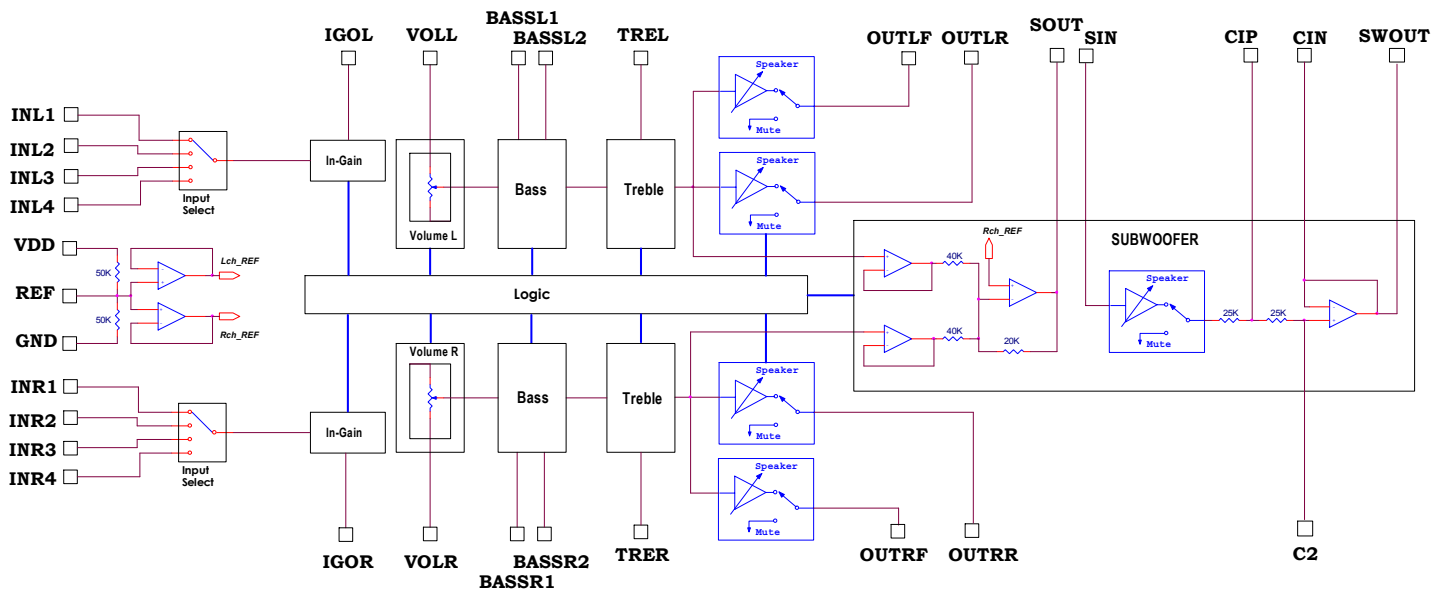 BASSL1
IGOL VOLL BASSL2 TREL OUTLF OUTLR SOUT SIN CIP CIN SWOUT
Speaker
Mute
INL1
INL2
INL3
INL4
Input
Select
In-Gain
Volume L
Bass
Treble
Speaker
Mute
VDD
REF
GND
50K
50K
Lch_REF
Rch_REF
Logic
SUBWOOFER
Rch_REF
40K
40K
20K
Speaker
Mute
25K
25K
INR1
INR2
INR3
INR4
Input
Select
In-Gain
Volume R
Bass
Treble
Speaker
Mute
Speaker
Mute
IGOR VOLR BASSR2 TRER OUTRF OUTRR C2
BASSR1